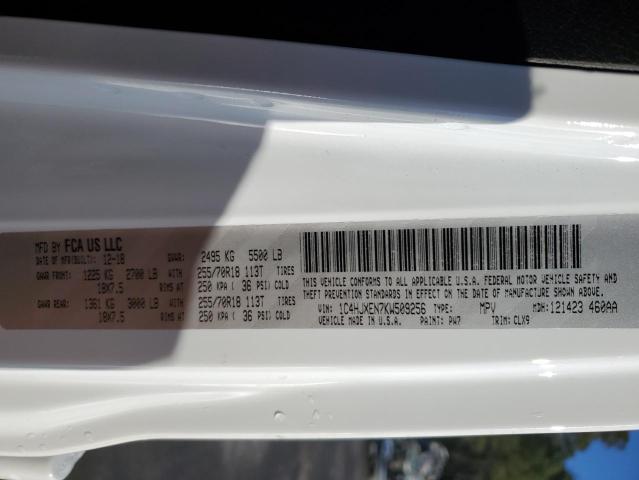 MFD BY FCA US LLC
DATE OF MFR(BUILT): 12-18 GVWR: 2495 KG 5500 LB
GAWR FRONT: 1225 KG 2700 LB WITH 255/70R18 113T TIRES
18X7.5 RIMS AT 250 KPA ( 36 PSI) COLD
GAWR REAR: 1361 KG 3000 LB WITH 255/70R18 113T TIRES
18X7.5 RIMS AT 250 KPA ( 36 PSI) COLD
THIS VEHICLE CONFORMS TO ALL APPLICABLE U.S.A. FEDERAL MOTOR VEHICLE SAFETY AND
THEFT PREVENTION STANDARDS IN EFFECT ON THE DATE OF MANUFACTURE SHOWN ABOVE.
VIN: 1C4HJXEN7KW509256 TYPE: MPV MDH: 121423 460AA
VEHICLE MADE IN U.S.A. PAINT: PW7 TRIM: CLX9